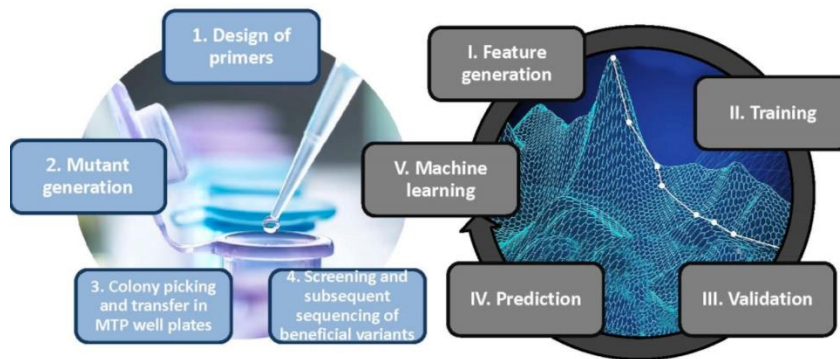 1. Design of
primers
2. Mutant
generation
3. Colony picking
and transfer in
MTP well plates
4. Screening and
subsequent
sequencing of
beneficial variants
I. Feature
generation
II. Training
III. Validation
IV. Prediction
V. Machine
learning